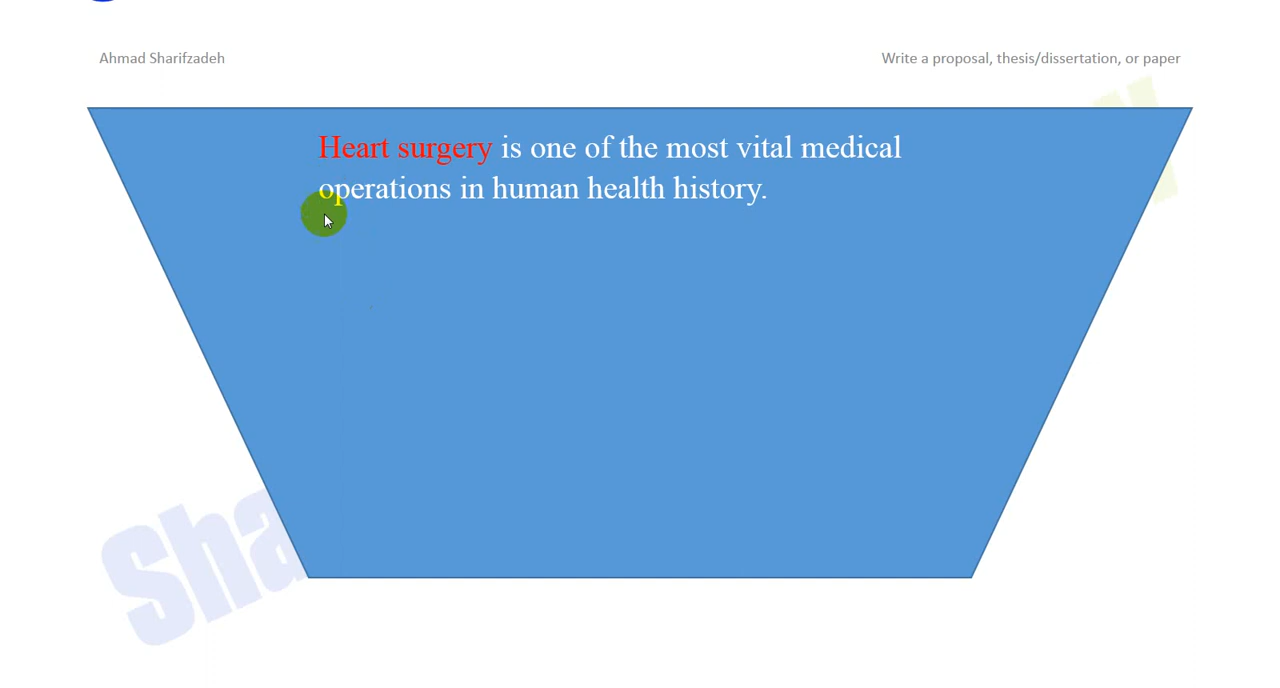 Ahmad Sharifzadeh
Write a proposal, thesis/dissertation, or paper
Heart surgery is one of the most vital medical
operations in human health history.
Sha